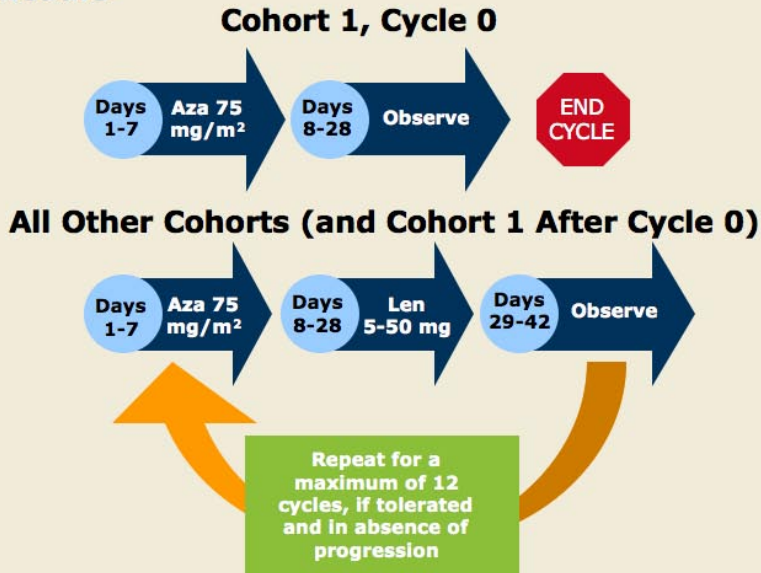 Cohort 1, Cycle 0
Days
1-7
Aza 75
mg/m²
Days
8-28
Observe
END
CYCLE
All Other Cohorts (and Cohort 1 After Cycle 0)
Days
1-7
Aza 75
mg/m²
Days
8-28
Len
5-50 mg
Days
29-42
Observe
Repeat for a
maximum of 12
cycles, if tolerated
and in absence of
progression